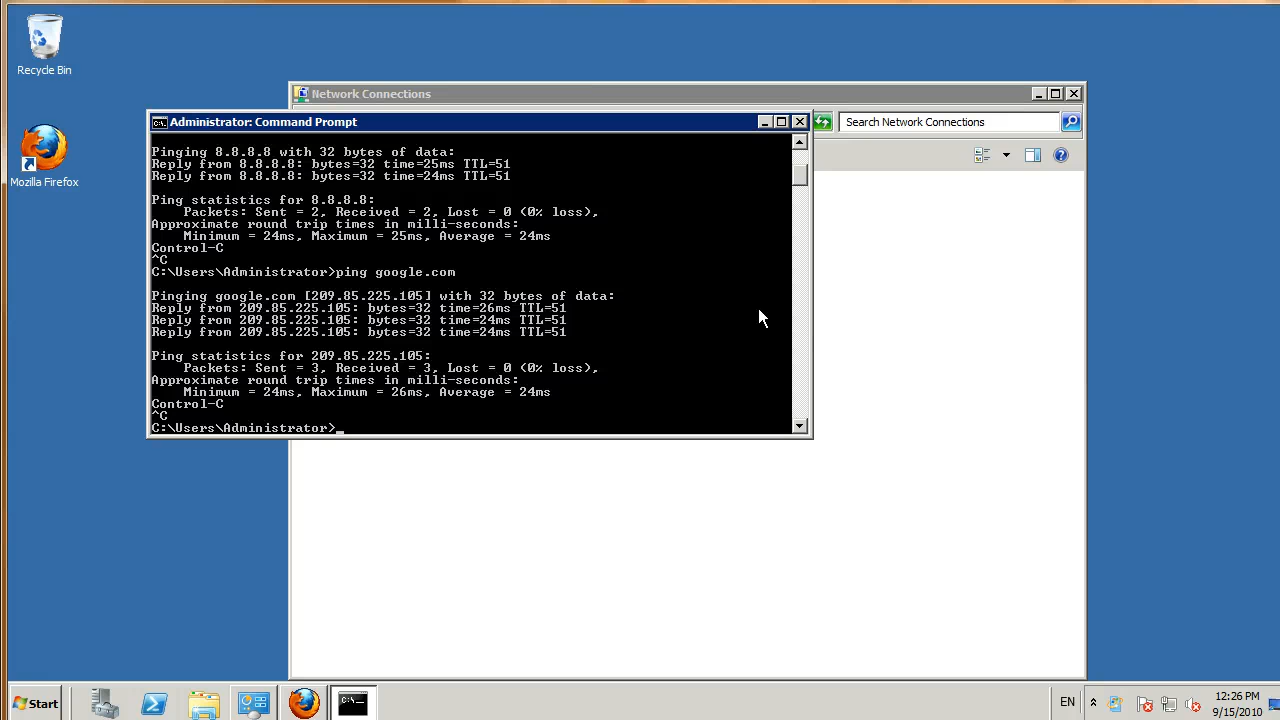 Recycle Bin
Mozilla Firefox
Network Connections
Search Network Connections
Administrator: Command Prompt
Pinging 8.8.8.8 with 32 bytes of data:
Reply from 8.8.8.8: bytes=32 time=25ms TTL=51
Reply from 8.8.8.8: bytes=32 time=24ms TTL=51
Ping statistics for 8.8.8.8:
Packets: Sent = 2, Received = 2, Lost = 0 (0% loss),
Approximate round trip times in milli-seconds:
Minimum = 24ms, Maximum = 25ms, Average = 24ms
Control-C
^C
C:\Users\Administrator>ping google.com
Pinging google.com [209.85.225.105] with 32 bytes of data:
Reply from 209.85.225.105: bytes=32 time=26ms TTL=51
Reply from 209.85.225.105: bytes=32 time=24ms TTL=51
Reply from 209.85.225.105: bytes=32 time=24ms TTL=51
Ping statistics for 209.85.225.105:
Packets: Sent = 3, Received = 3, Lost = 0 (0% loss),
Approximate round trip times in milli-seconds:
Minimum = 24ms, Maximum = 26ms, Average = 24ms
Control-C
^C
C:\Users\Administrator>_
Start
EN
12:26 PM
9/15/2010